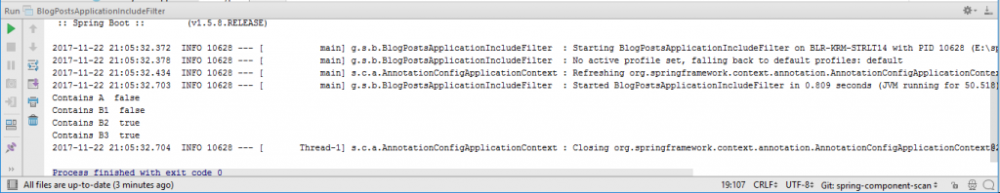 Run BlogPostsApplicationIncludeFilter
:: Spring Boot :: (v1.5.8.RELEASE)
2017-11-22 21:05:32.372 INFO 10628 --- [ main] g.s.b.BlogPostsApplicationIncludeFilter : Starting BlogPostsApplicationIncludeFilter on BLR-KRM-STRLT14 with PID 10628 (E:\sp
2017-11-22 21:05:32.378 INFO 10628 --- [ main] g.s.b.BlogPostsApplicationIncludeFilter : No active profile set, falling back to default profiles: default
2017-11-22 21:05:32.434 INFO 10628 --- [ main] s.c.a.AnnotationConfigApplicationContext : Refreshing org.springframework.context.annotation.AnnotationConfigApplicationConte
2017-11-22 21:05:32.703 INFO 10628 --- [ main] g.s.b.BlogPostsApplicationIncludeFilter : Started BlogPostsApplicationIncludeFilter in 0.809 seconds (JVM running for 50.518)
Contains A false
Contains B1 false
Contains B2 true
Contains B3 true
2017-11-22 21:05:32.704 INFO 10628 --- [ Thread-1] s.c.a.AnnotationConfigApplicationContext : Closing org.springframework.context.annotation.AnnotationConfigApplicationContext@2
Process finished with exit code 0
All files are up-to-date (3 minutes ago) 19:107 CRLF UTF-8 Git: spring-component-scan